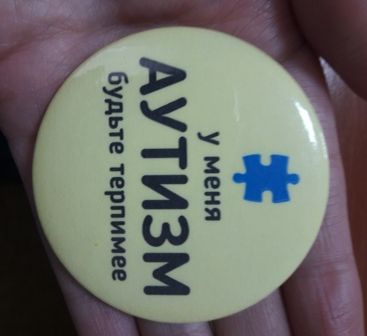 у меня
АУТИЗМ
будьте терпимее